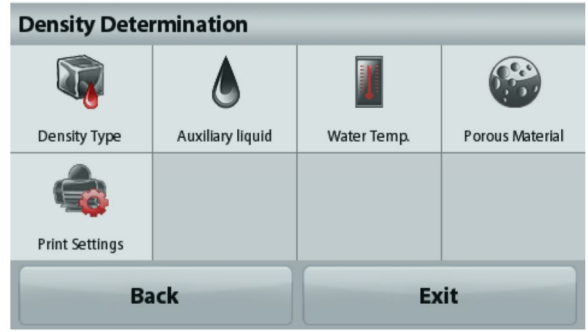 Density Determination
Density Type
Auxiliary liquid
Water Temp.
Porous Material
Print Settings
Back
Exit